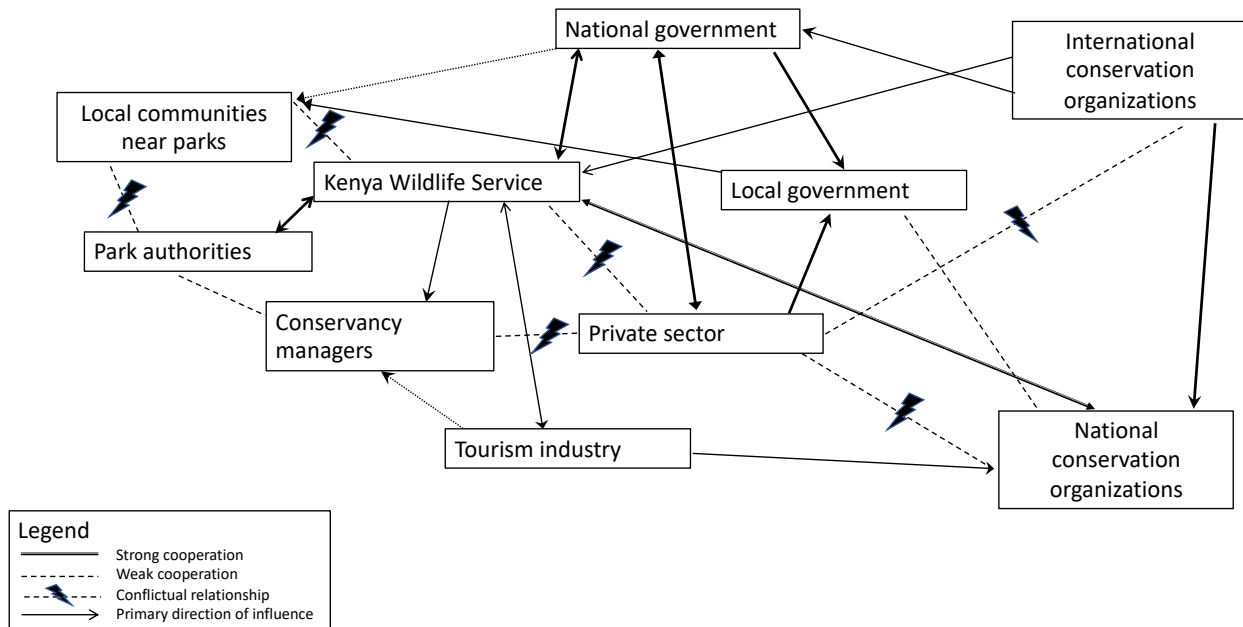 National government
International
conservation
organizations
Local communities
near parks
Kenya Wildlife Service
Local government
Park authorities
Conservancy
managers
Private sector
Tourism industry
National
conservation
organizations
Legend
Strong cooperation
Weak cooperation
Conflictual relationship
Primary direction of influence